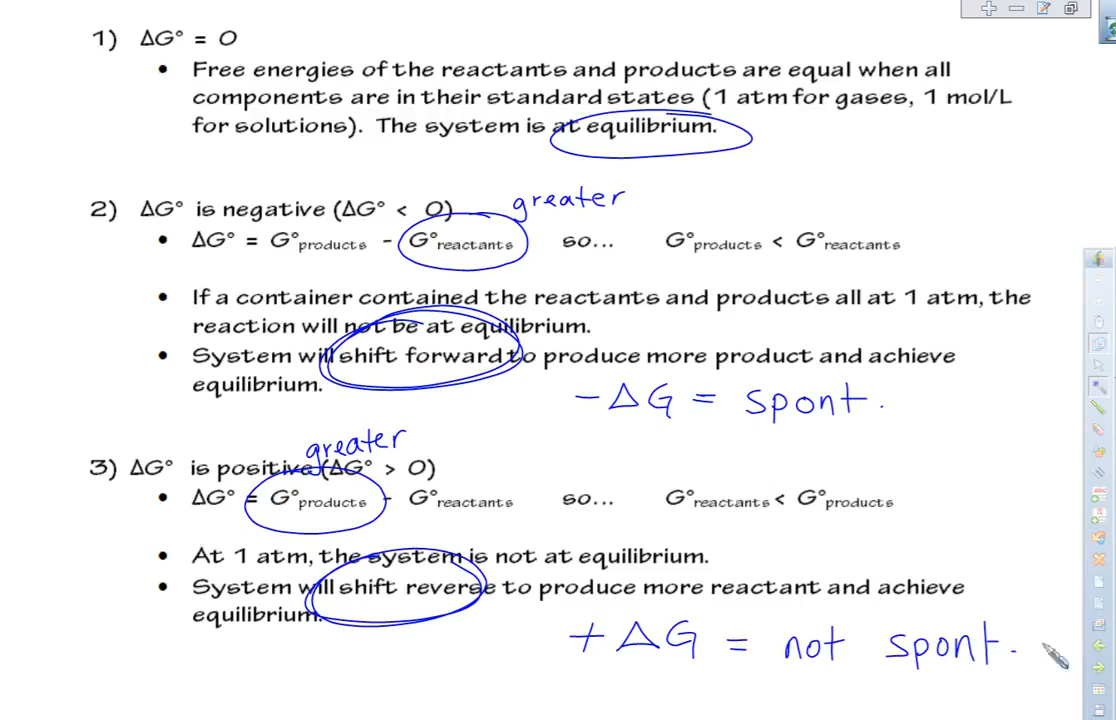 1) ΔG° = 0
• Free energies of the reactants and products are equal when all
components are in their standard states (1 atm for gases, 1 mol/L
for solutions). The system is at equilibrium.
greater
2) ΔG° is negative (ΔG° < 0)
• ΔG° = G°products - G°reactants so... G°products < G°reactants
• If a container contained the reactants and products all at 1 atm, the
reaction will not be at equilibrium.
• System will shift forward to produce more product and achieve
equilibrium.
-ΔG = spont.
greater
3) ΔG° is positive (ΔG° > 0)
• ΔG° = G°products - G°reactants so... G°reactants < G°products
• At 1 atm, the system is not at equilibrium.
• System will shift reverse to produce more reactant and achieve
equilibrium.
+ΔG = not spont.